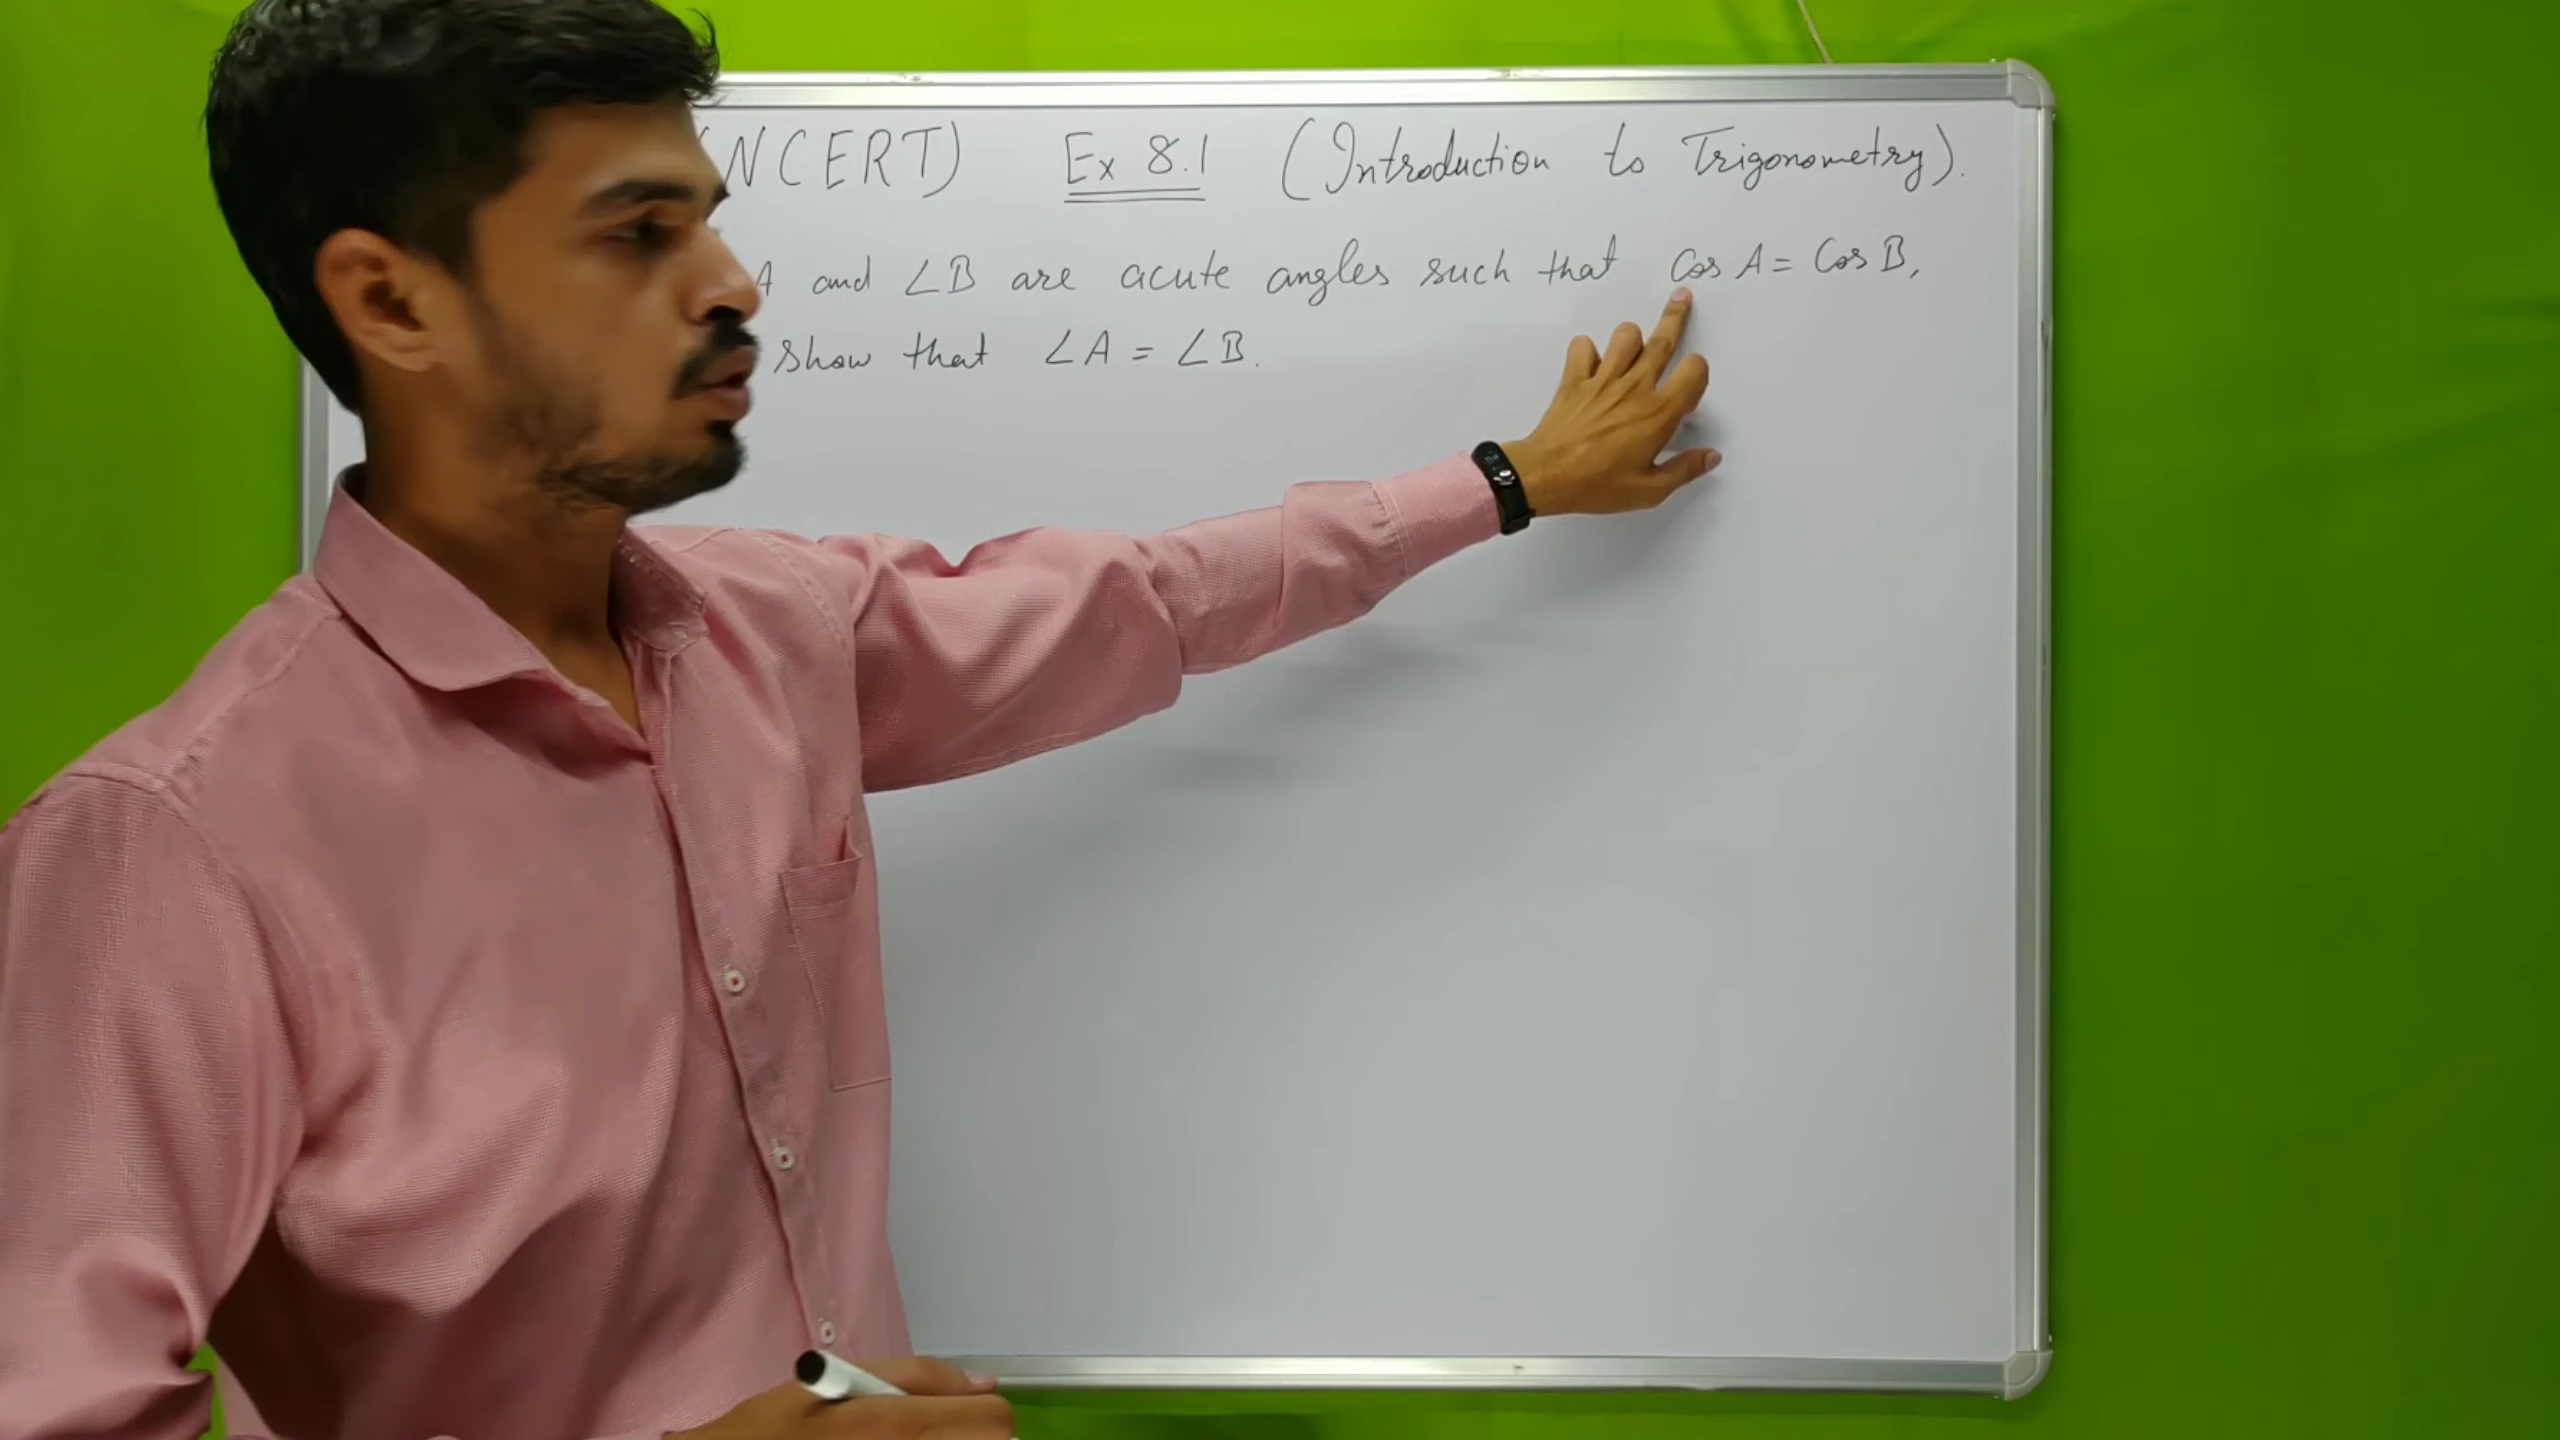 (NCERT) Ex 8.1 (Introduction to Trigonometry).
A and ∠B are acute angles such that Cos A = Cos B,
show that ∠A = ∠B.